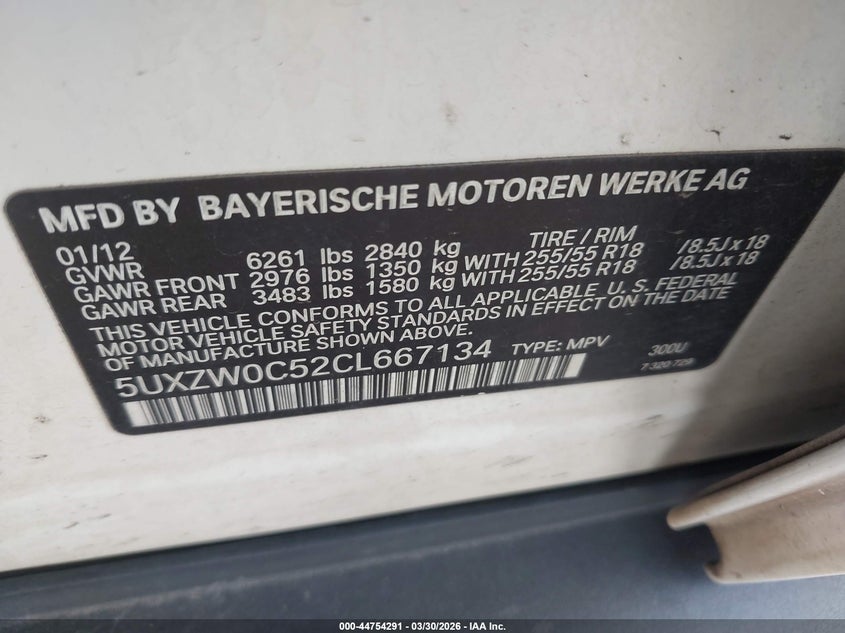 MFD BY BAYERISCHE MOTOREN WERKE AG
01/12 TIRE / RIM
GVWR 6261 lbs 2840 kg
GAWR FRONT 2976 lbs 1350 kg WITH 255/55 R18 /8.5J x 18
GAWR REAR 3483 lbs 1580 kg WITH 255/55 R18 /8.5J x 18
THIS VEHICLE CONFORMS TO ALL APPLICABLE U. S. FEDERAL
MOTOR VEHICLE SAFETY STANDARDS IN EFFECT ON THE DATE
OF MANUFACTURE SHOWN ABOVE.
5UXZW0C52CL667134 TYPE: MPV 300U
7 320 729
000-44754291 | 03/30/2026 – IAA Inc.